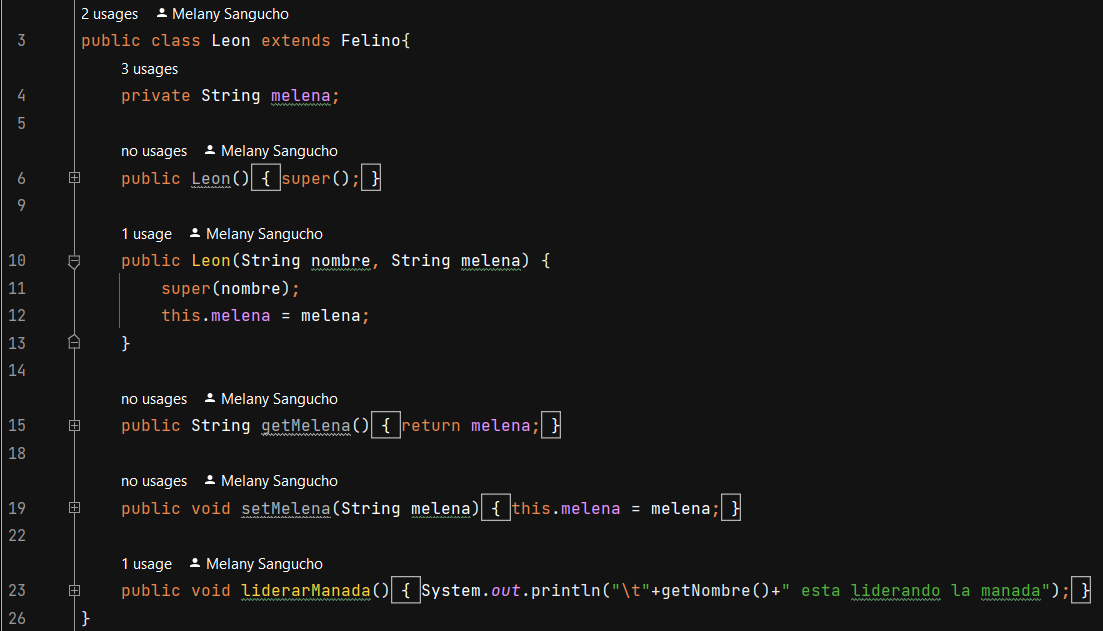 2 usages Melany Sangucho
3 public class Leon extends Felino{
3 usages
4 private String melena;
5
no usages Melany Sangucho
6 public Leon() { super(); }
9
1 usage Melany Sangucho
10 public Leon(String nombre, String melena) {
11 super(nombre);
12 this.melena = melena;
13 }
14
no usages Melany Sangucho
15 public String getMelena() { return melena; }
18
no usages Melany Sangucho
19 public void setMelena(String melena) { this.melena = melena; }
22
1 usage Melany Sangucho
23 public void liderarManada() { System.out.println("\t"+getNombre()+" esta liderando la manada"); }
26 }